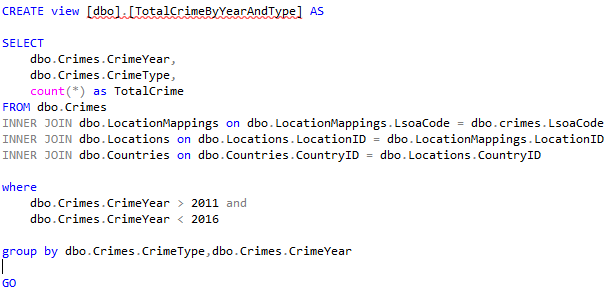 CREATE view [dbo].[TotalCrimeByYearAndType] AS
SELECT
dbo.Crimes.CrimeYear,
dbo.Crimes.CrimeType,
count(*) as TotalCrime
FROM dbo.Crimes
INNER JOIN dbo.LocationMappings on dbo.LocationMappings.LsoaCode = dbo.crimes.LsoaCode
INNER JOIN dbo.Locations on dbo.Locations.LocationID = dbo.LocationMappings.LocationID
INNER JOIN dbo.Countries on dbo.Countries.CountryID = dbo.Locations.CountryID
where
dbo.Crimes.CrimeYear > 2011 and
dbo.Crimes.CrimeYear < 2016
group by dbo.Crimes.CrimeType,dbo.Crimes.CrimeYear
GO